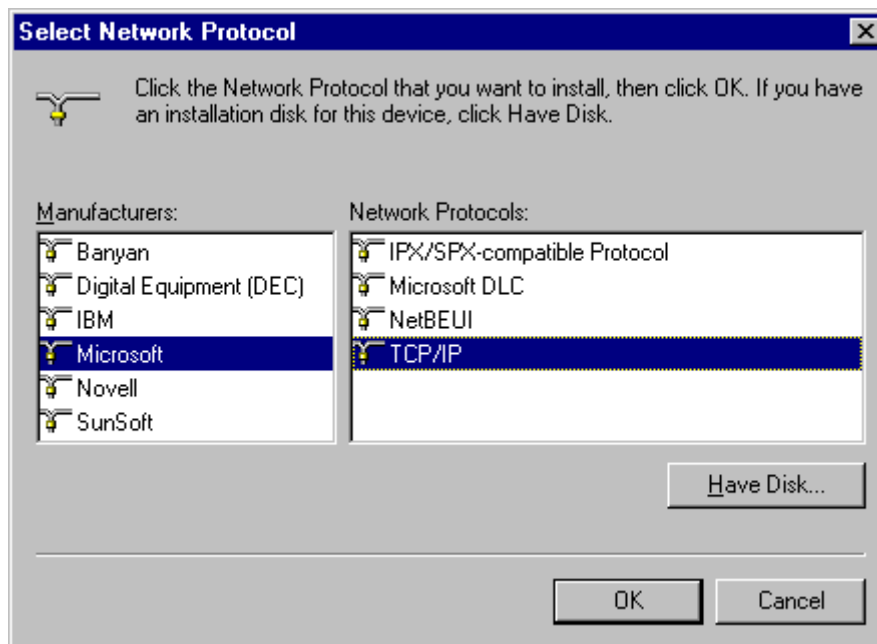 Select Network Protocol
Click the Network Protocol that you want to install, then click OK. If you have
an installation disk for this device, click Have Disk.
Manufacturers:
Banyan
Digital Equipment (DEC)
IBM
Microsoft
Novell
SunSoft
Network Protocols:
IPX/SPX-compatible Protocol
Microsoft DLC
NetBEUI
TCP/IP
Have Disk...
OK
Cancel